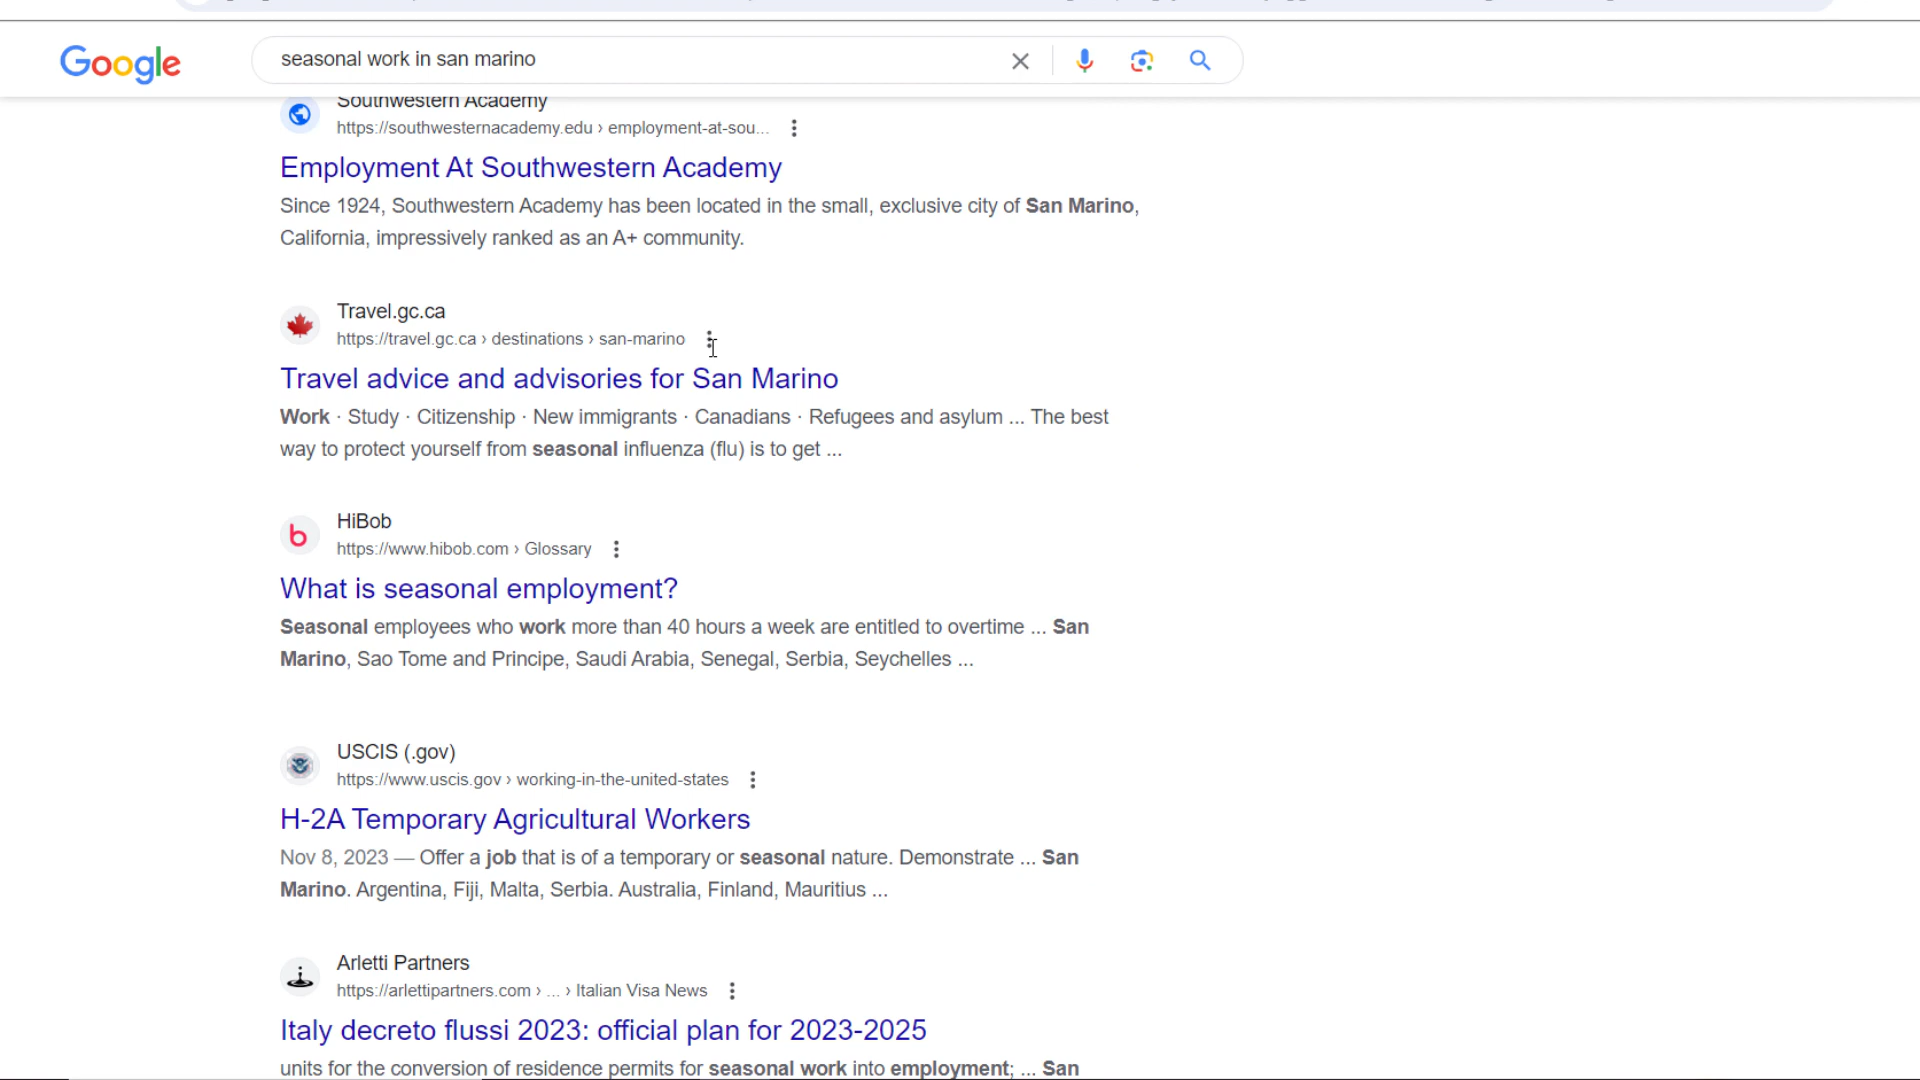 Google
seasonal work in san marino
Southwestern Academy
https://southwesternacademy.edu › employment-at-sou...
Employment At Southwestern Academy
Since 1924, Southwestern Academy has been located in the small, exclusive city of San Marino,
California, impressively ranked as an A+ community.
Travel.gc.ca
https://travel.gc.ca › destinations › san-marino
Travel advice and advisories for San Marino
Work · Study · Citizenship · New immigrants · Canadians · Refugees and asylum ... The best
way to protect yourself from seasonal influenza (flu) is to get ...
HiBob
https://www.hibob.com › Glossary
What is seasonal employment?
Seasonal employees who work more than 40 hours a week are entitled to overtime ... San
Marino, Sao Tome and Principe, Saudi Arabia, Senegal, Serbia, Seychelles ...
USCIS (.gov)
https://www.uscis.gov › working-in-the-united-states
H-2A Temporary Agricultural Workers
Nov 8, 2023 — Offer a job that is of a temporary or seasonal nature. Demonstrate ... San
Marino. Argentina, Fiji, Malta, Serbia. Australia, Finland, Mauritius ...
Arletti Partners
https://arlettipartners.com › ... › Italian Visa News
Italy decreto flussi 2023: official plan for 2023-2025
units for the conversion of residence permits for seasonal work into employment; ... San